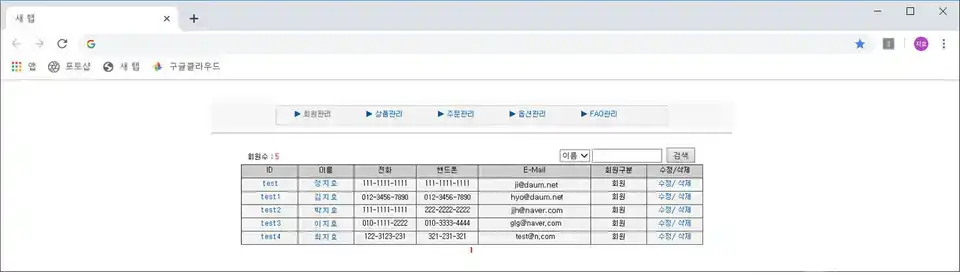 새 탭
지효
앱 포토샵 새 탭 구글클라우드
▶ 회원관리 ▶ 상품관리 ▶ 주문관리 ▶ 옵션관리 ▶ FAQ관리
회원수 : 5 이름 검색
ID 이름 전화 핸드폰 E-Mail 회원구분 수정/삭제
test 정지효 111-1111-1111 111-1111-1111 ji@daum.net 회원 수정/삭제
test1 김지효 012-3456-7890 012-3456-7890 hyo@daum.net 회원 수정/삭제
test2 박지효 111-1111-1111 222-2222-2222 jjh@naver.com 회원 수정/삭제
test3 이지효 010-1111-2222 010-3333-4444 glg@naver.com 회원 수정/삭제
test4 최지효 122-3123-231 321-231-321 test@n.com 회원 수정/삭제
1